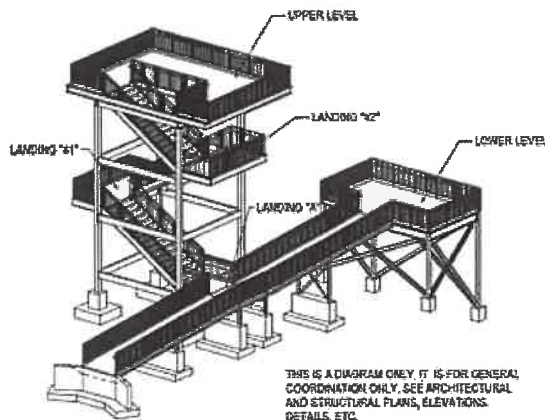 UPPER LEVEL
LANDING "#2"
LANDING "#1"
LOWER LEVEL
LANDING "A"
THIS IS A DIAGRAM ONLY. IT IS FOR GENERAL
COORDINATION ONLY. SEE ARCHITECTURAL
AND STRUCTURAL PLANS, ELEVATIONS,
DETAILS, ETC.